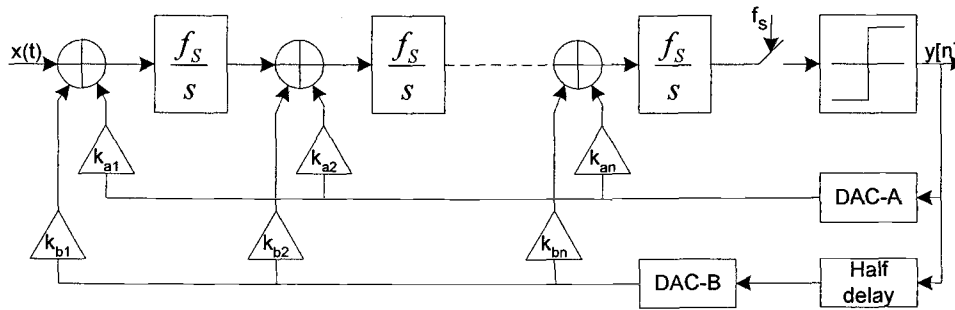 f_s
x(t)
f_S/s
f_S/s
f_S/s
y[n]
k_a1
k_a2
k_an
DAC-A
k_b1
k_b2
k_bn
DAC-B
Half
delay